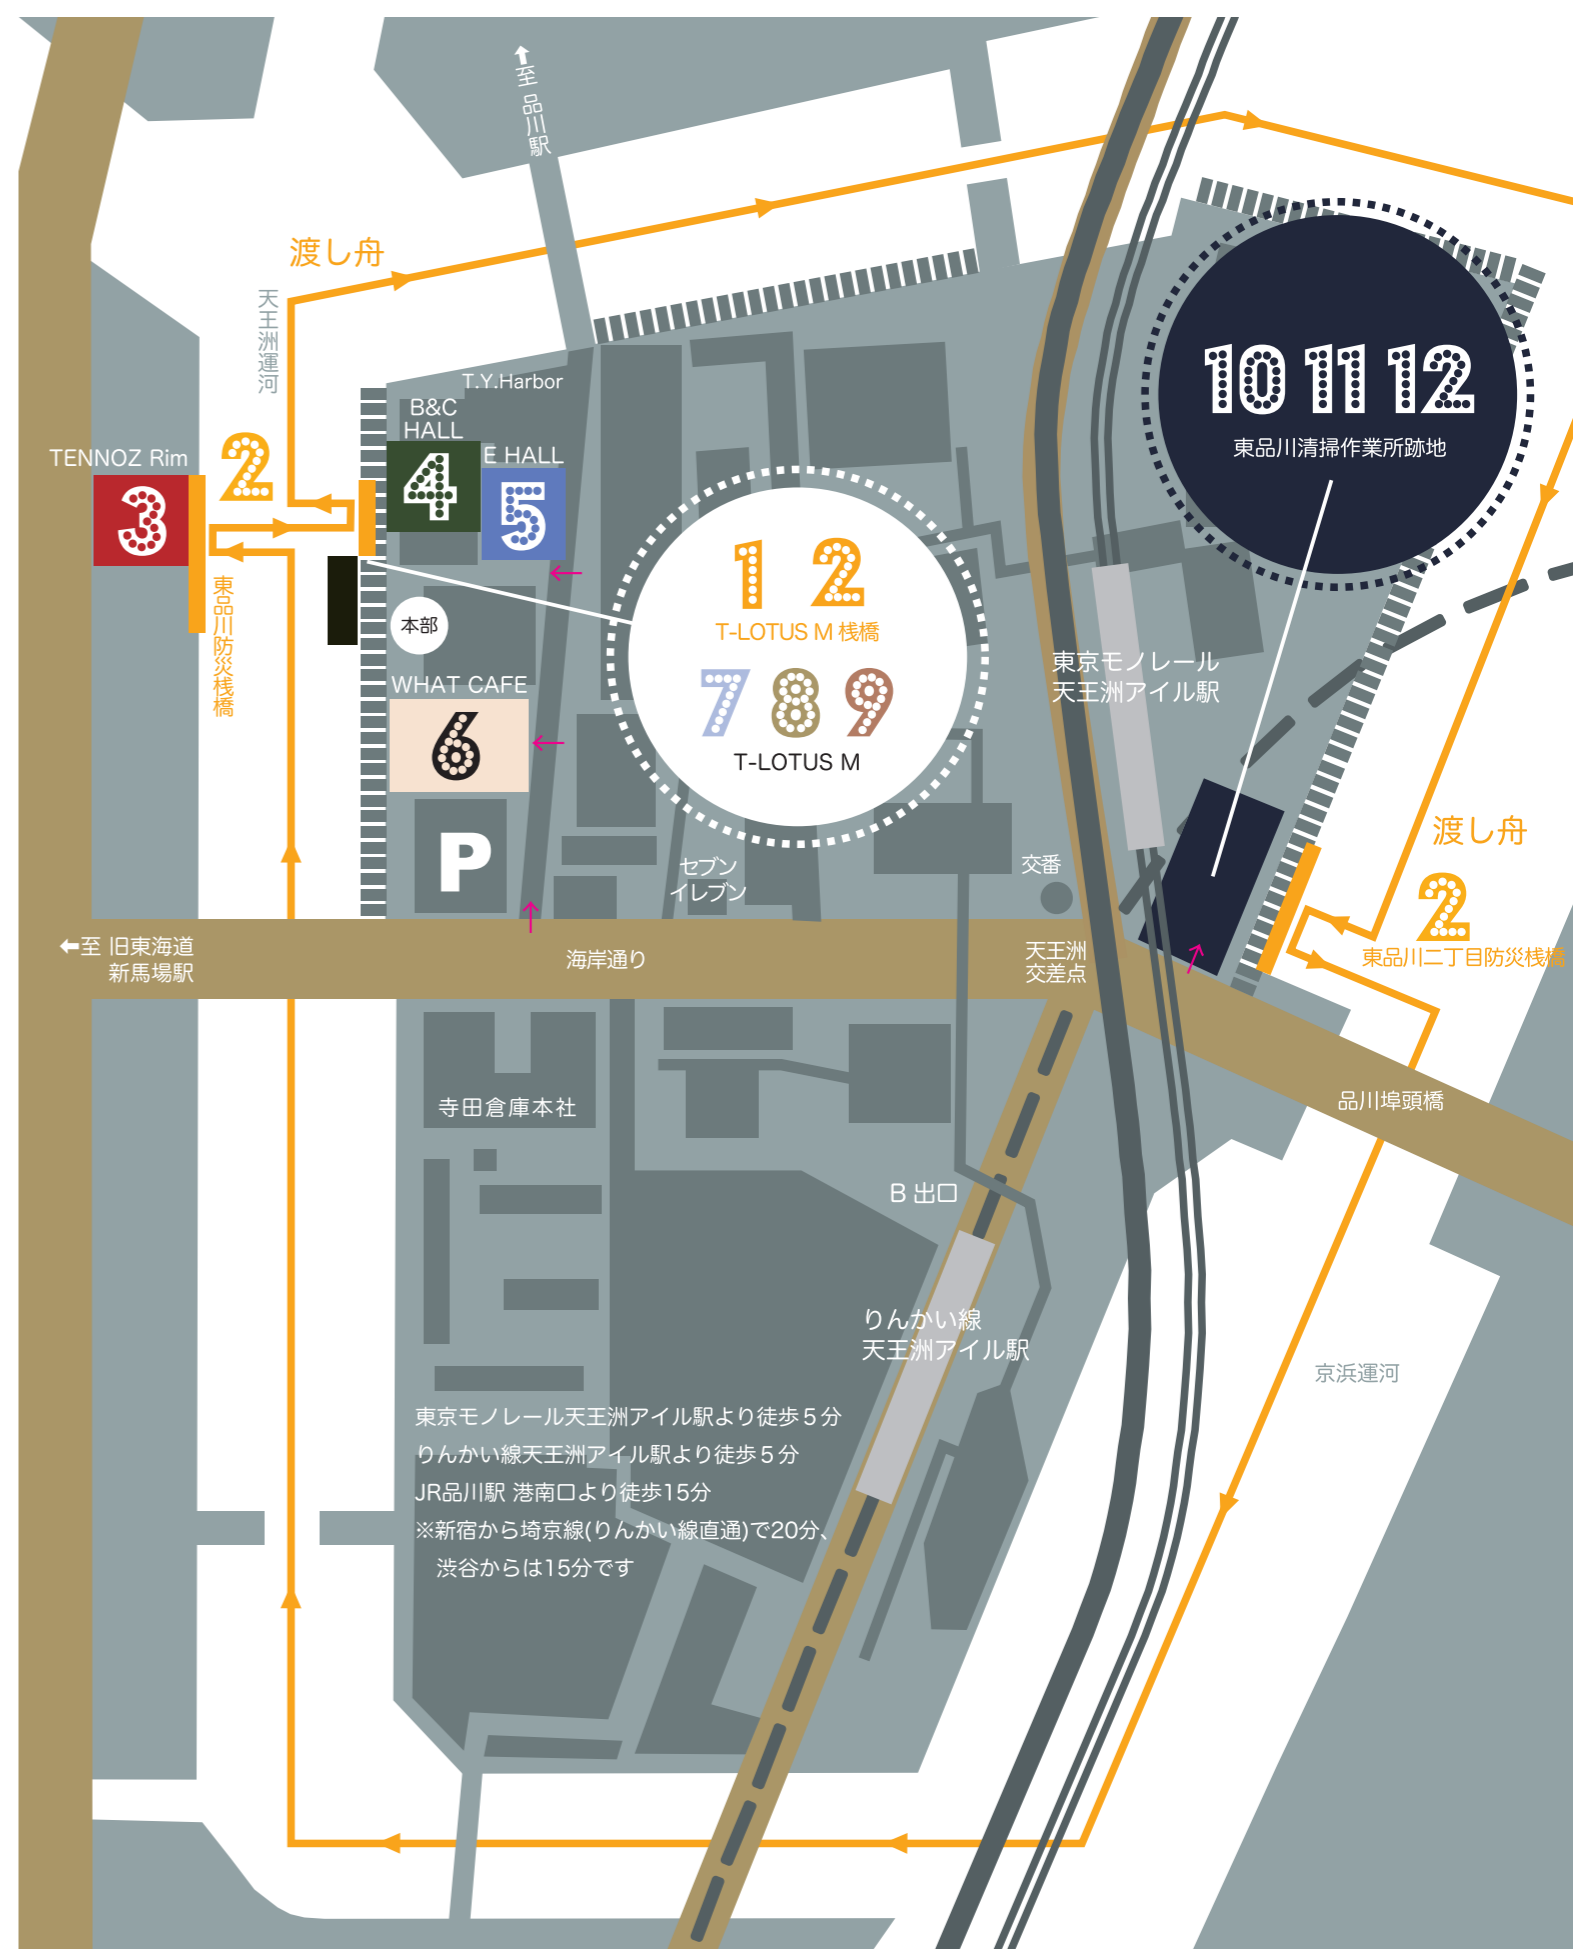 至 品川駅
渡し舟
天王洲運河
T.Y.Harbor
B&C
HALL
TENNOZ Rim
2
3
4
E HALL
5
東品川防災桟橋
本部
WHAT CAFE
6
P
1 2
T-LOTUS M 桟橋
7 8 9
T-LOTUS M
10 11 12
東品川清掃作業所跡地
東京モノレール
天王洲アイル駅
渡し舟
2
東品川二丁目防災桟橋
セブン
イレブン
交番
至 旧東海道
新馬場駅
海岸通り
天王洲
交差点
品川埠頭橋
寺田倉庫本社
B 出口
りんかい線
天王洲アイル駅
京浜運河
東京モノレール天王洲アイル駅より徒歩5分
りんかい線天王洲アイル駅より徒歩5分
JR品川駅 港南口より徒歩15分
※新宿から埼京線(りんかい線直通)で20分、
渋谷からは15分です